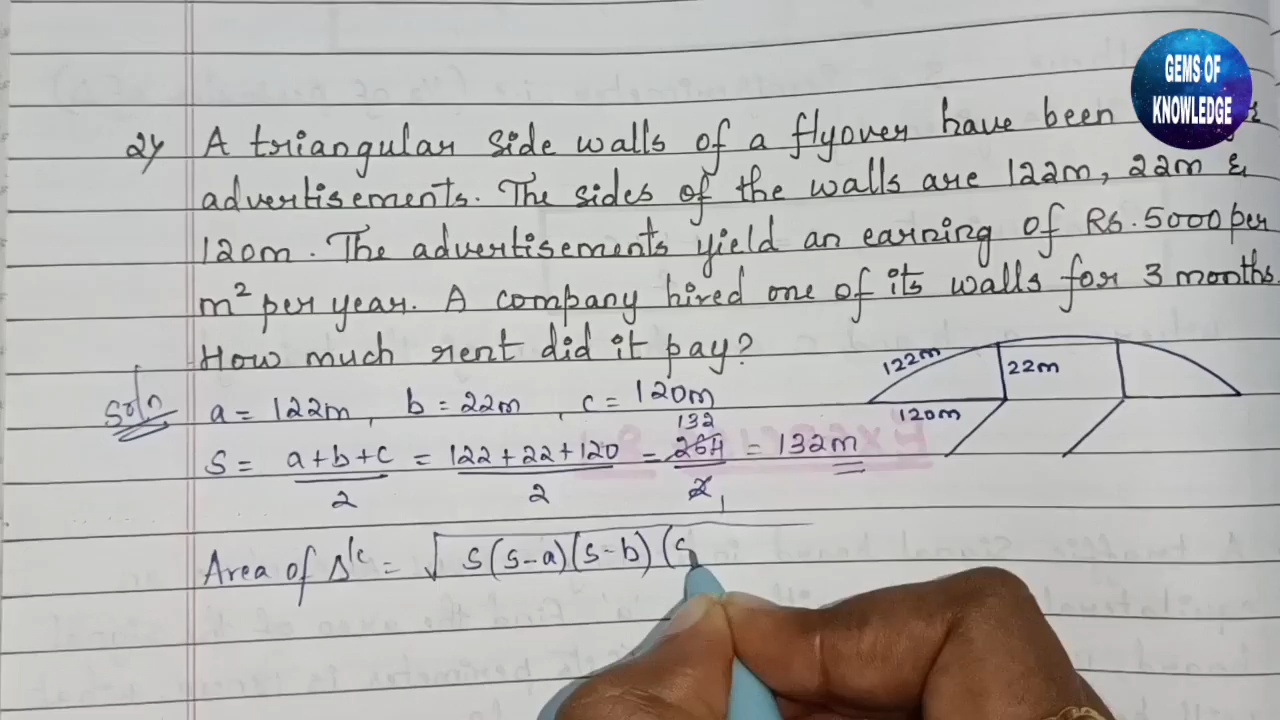 GEMS OF
KNOWLEDGE
2) A triangular side walls of a flyover have been
advertisements. The sides of the walls are 122m, 22m &
120m. The advertisements yield an earning of Rs. 5000 per
m² per year. A company hired one of its walls for 3 months.
How much rent did it pay?
122m
22m
120m
Soln
a = 122m, b = 22m, c = 120m
S = a+b+c/2 = 122+22+120/2 = 264/2 132 1 = 132m
Area of Δle = √S(S-a)(S-b)(S